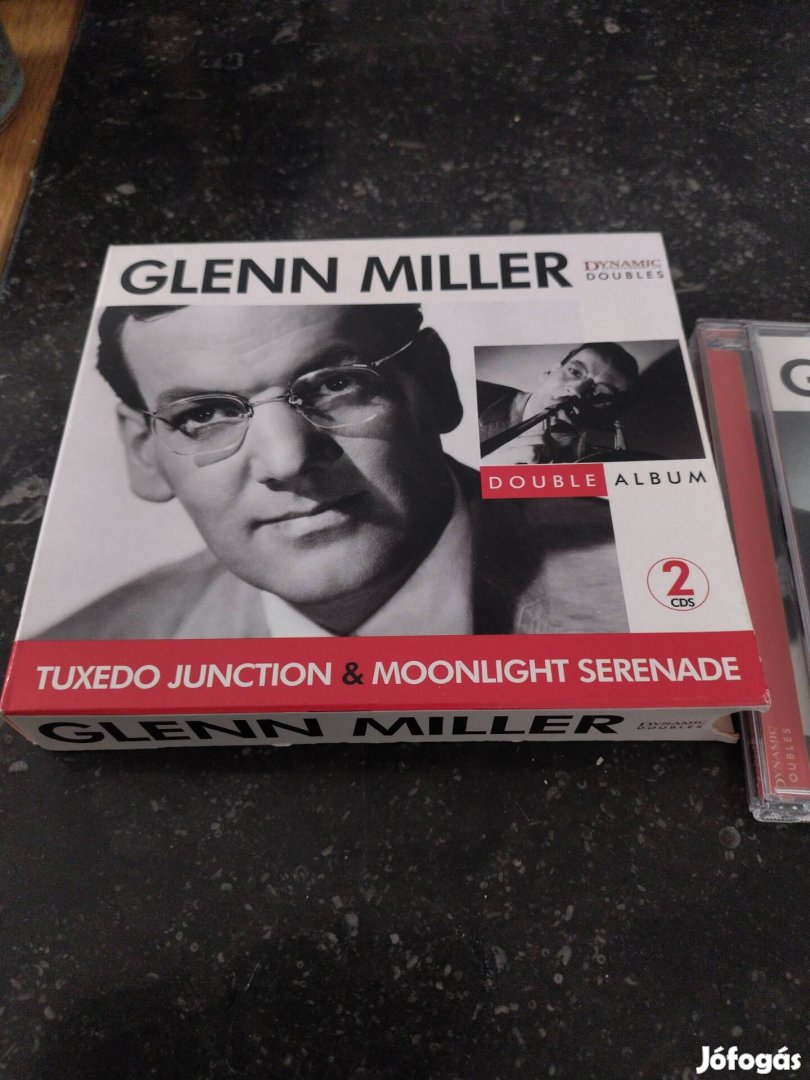 GLENN MILLER
DYNAMIC
DOUBLES
DOUBLE ALBUM
2
CDS
TUXEDO JUNCTION & MOONLIGHT SERENADE
GLENN MILLER
DYNAMIC
DOUBLES
G
DYNAMIC
DOUBLES
Jófogás